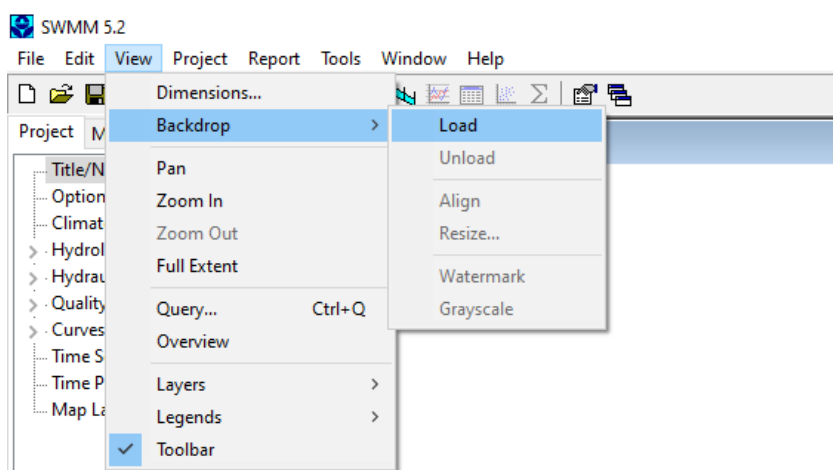 SWMM 5.2
File Edit View Project Report Tools Window Help
Project M
Title/N
Option
Climat
Hydrol
Hydrau
Quality
Curves
Time S
Time P
Map La
Dimensions...
Backdrop
Pan
Zoom In
Zoom Out
Full Extent
Query... Ctrl+Q
Overview
Layers
Legends
Toolbar
Load
Unload
Align
Resize...
Watermark
Grayscale